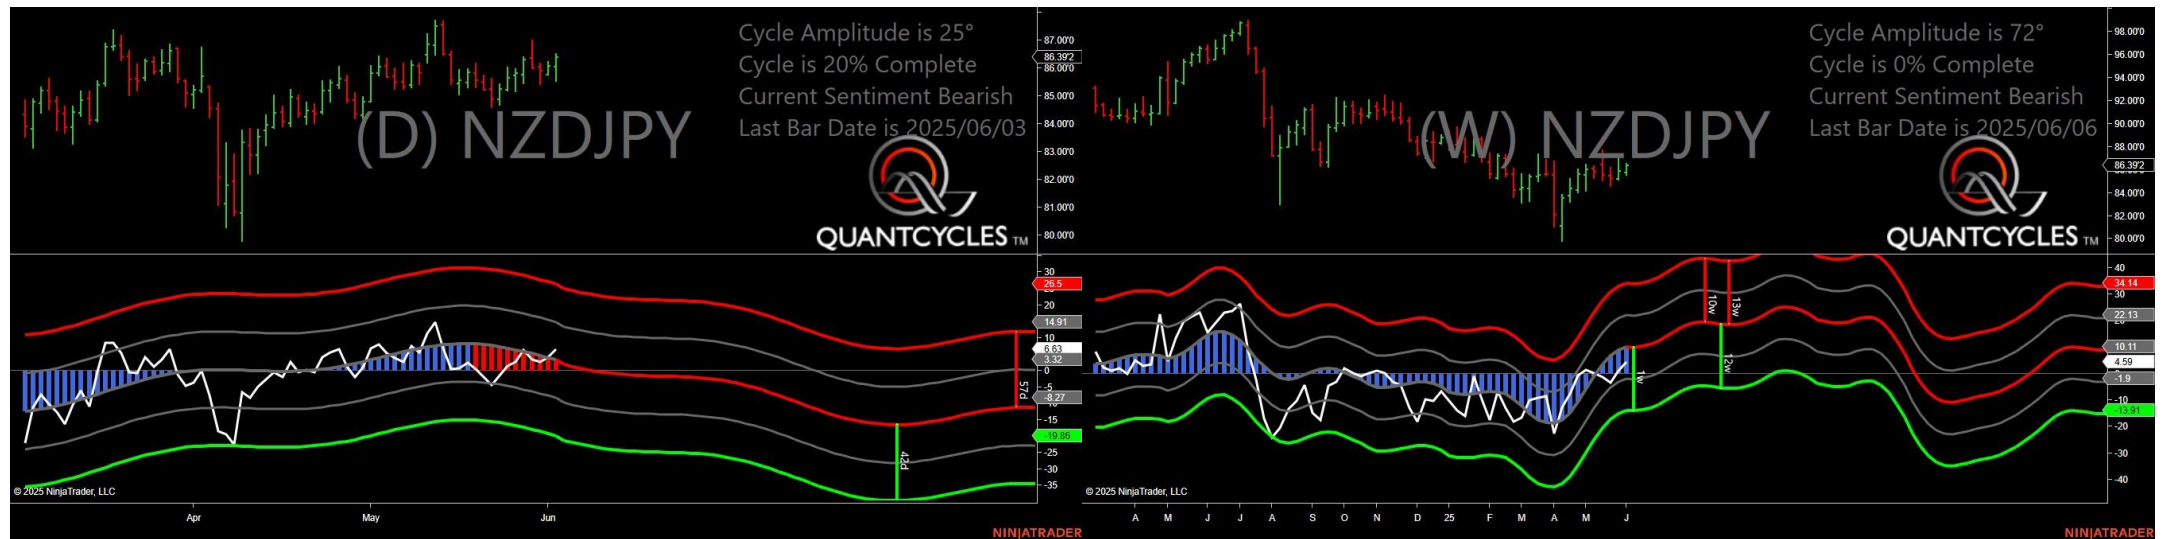 Cycle Amplitude is 25°
Cycle is 20% Complete
Current Sentiment Bearish
Last Bar Date is 2025/06/03
(D) NZDJPY
QUANTCYCLES TM
87.00'0
86.39'2
86.00'0
85.00'0
84.00'0
83.00'0
82.00'0
81.00'0
80.00'0
30
26.5
20
14.91
10
6.63
3.32
0
-5
-8.27
-15
-19.86
-25
-30
-35
57d
42d
© 2025 NinjaTrader, LLC
Apr May Jun
NINJATRADER
Cycle Amplitude is 72°
Cycle is 0% Complete
Current Sentiment Bearish
Last Bar Date is 2025/06/06
(W) NZDJPY
QUANTCYCLES TM
98.00'0
96.00'0
94.00'0
92.00'0
90.00'0
88.00'0
86.39'2
84.00'0
82.00'0
80.00'0
40
34.14
30
22.13
10.11
4.59
-1.9
-10
-13.91
-20
-30
-40
10w
13w
1w
12w
© 2025 NinjaTrader, LLC
A M J J A S O N D 25 F M A M J
NINJATRADER